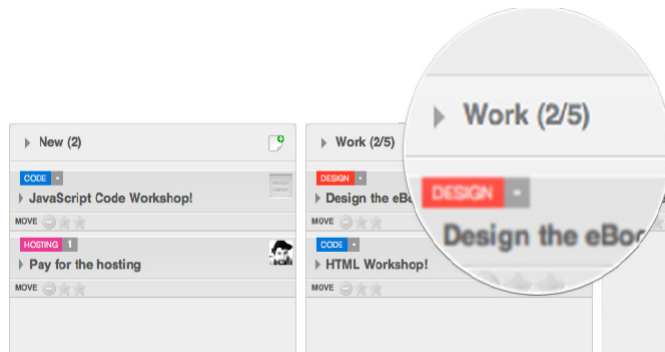 New (2)
CODE -
JavaScript Code Workshop!
MOVE
HOSTING 1
Pay for the hosting
MOVE
Work (2/5)
DESIGN -
Design the eBo
CODE -
HTML Workshop!
MOVE
Work (2/5)
DESIGN -
Design the eBoo